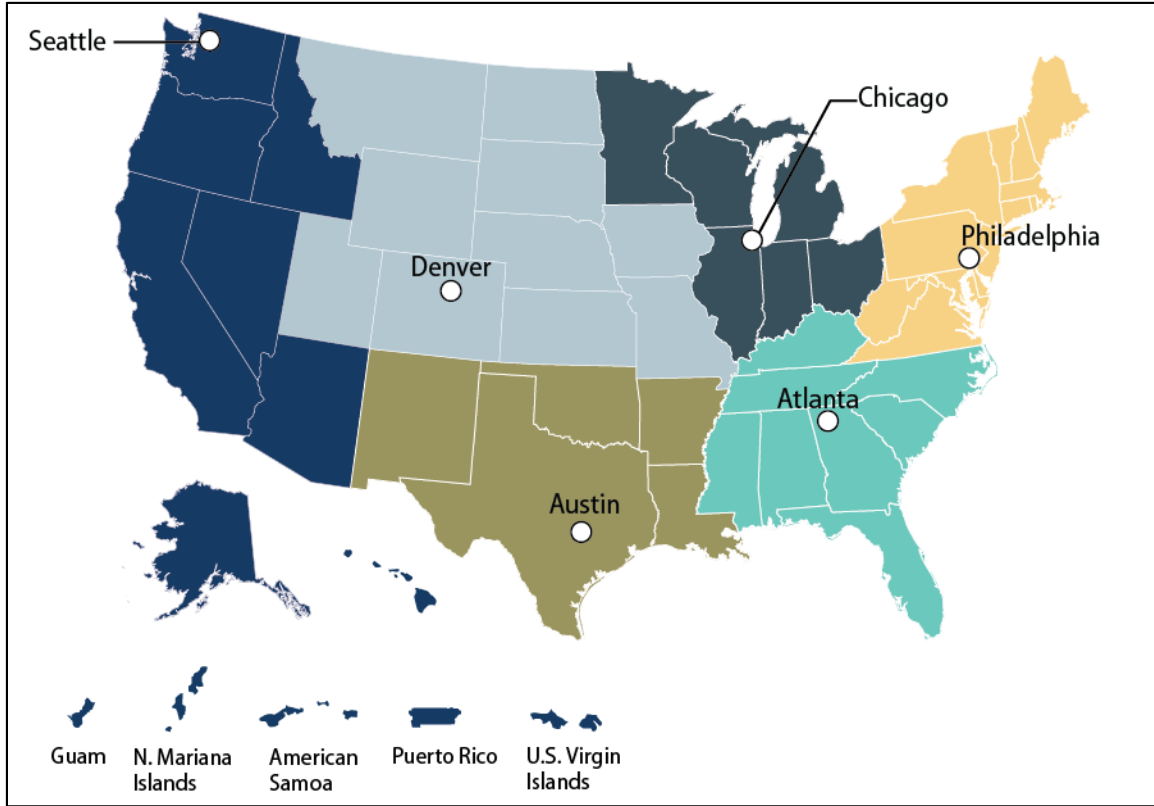 Seattle
Chicago
Philadelphia
Denver
Atlanta
Austin
Guam
N. Mariana
Islands
American
Samoa
Puerto Rico
U.S. Virgin
Islands